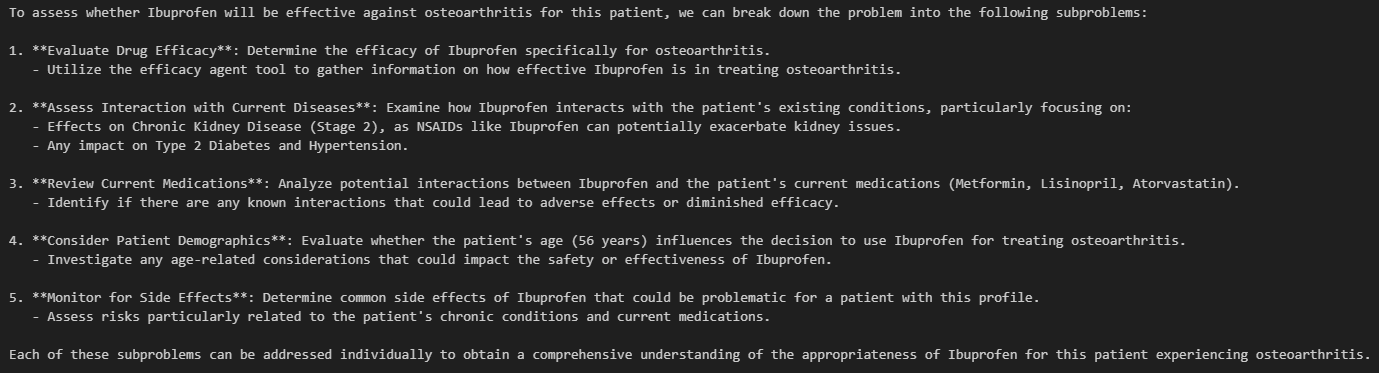 To assess whether Ibuprofen will be effective against osteoarthritis for this patient, we can break down the problem into the following subproblems:
1. **Evaluate Drug Efficacy**: Determine the efficacy of Ibuprofen specifically for osteoarthritis.
- Utilize the efficacy agent tool to gather information on how effective Ibuprofen is in treating osteoarthritis.
2. **Assess Interaction with Current Diseases**: Examine how Ibuprofen interacts with the patient's existing conditions, particularly focusing on:
- Effects on Chronic Kidney Disease (Stage 2), as NSAIDs like Ibuprofen can potentially exacerbate kidney issues.
- Any impact on Type 2 Diabetes and Hypertension.
3. **Review Current Medications**: Analyze potential interactions between Ibuprofen and the patient's current medications (Metformin, Lisinopril, Atorvastatin).
- Identify if there are any known interactions that could lead to adverse effects or diminished efficacy.
4. **Consider Patient Demographics**: Evaluate whether the patient's age (56 years) influences the decision to use Ibuprofen for treating osteoarthritis.
- Investigate any age-related considerations that could impact the safety or effectiveness of Ibuprofen.
5. **Monitor for Side Effects**: Determine common side effects of Ibuprofen that could be problematic for a patient with this profile.
- Assess risks particularly related to the patient's chronic conditions and current medications.
Each of these subproblems can be addressed individually to obtain a comprehensive understanding of the appropriateness of Ibuprofen for this patient experiencing osteoarthritis.